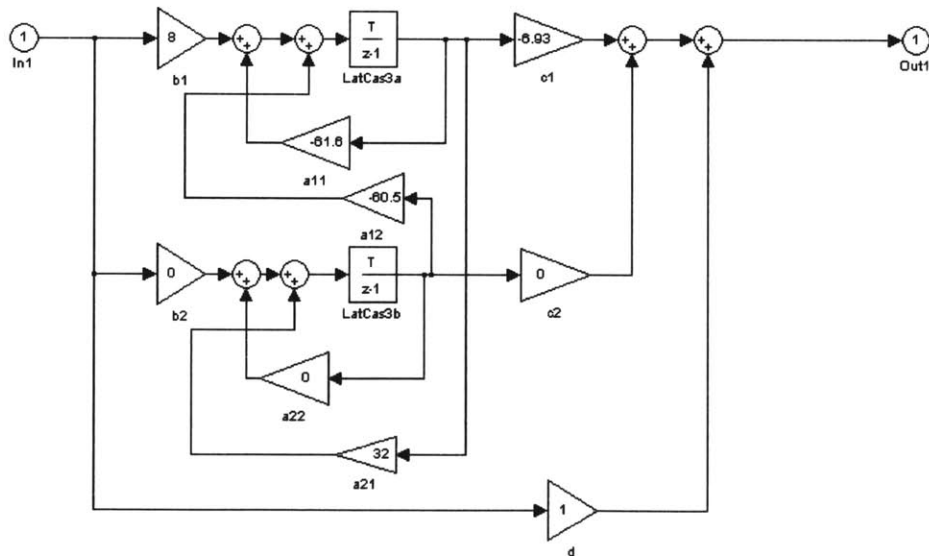 1
In1
8
b1
T
z-1
LatCas3a
-6.93
c1
1
Out1
-61.6
a11
-60.5
a12
0
b2
T
z-1
LatCas3b
0
c2
0
a22
32
a21
1
d